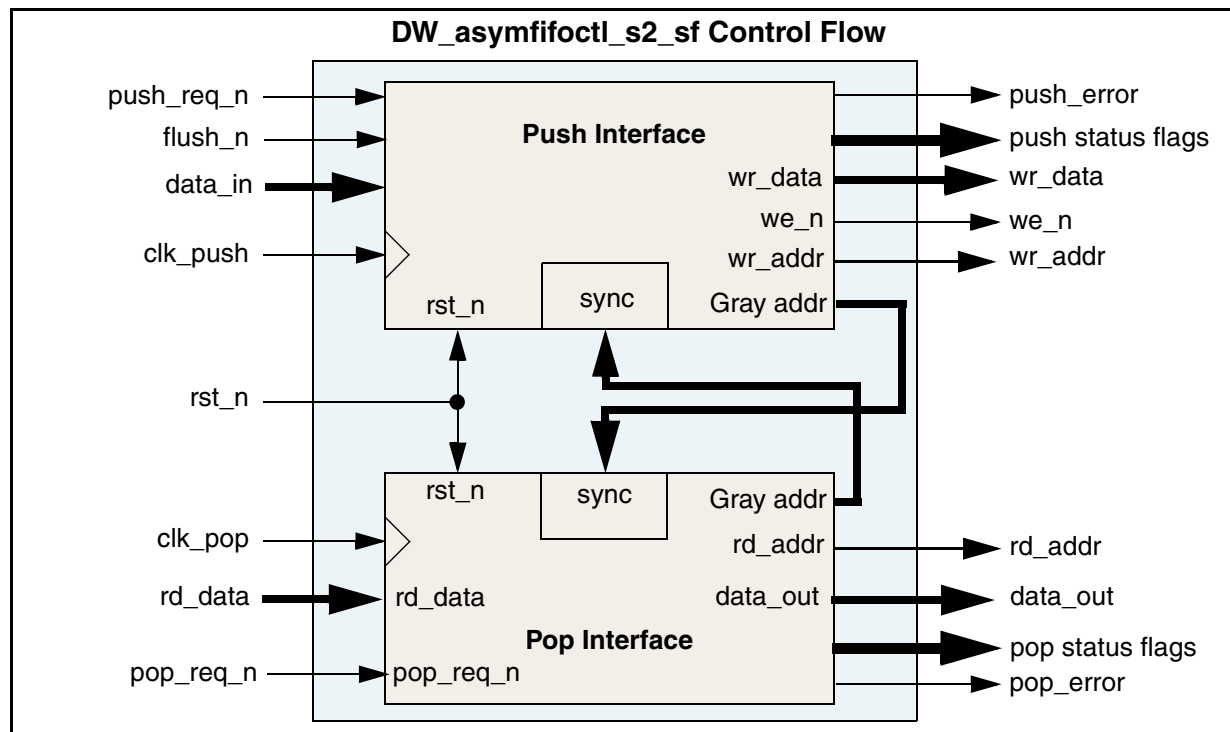 DW_asymfifoctl_s2_sf Control Flow
push_req_n
push_error
flush_n
Push Interface
push status flags
data_in
wr_data
wr_data
we_n
we_n
clk_push
wr_addr
wr_addr
rst_n
sync
Gray addr
rst_n
rst_n
sync
Gray addr
clk_pop
rd_addr
rd_addr
rd_data
rd_data
data_out
data_out
Pop Interface
pop status flags
pop_req_n
pop_req_n
pop_error